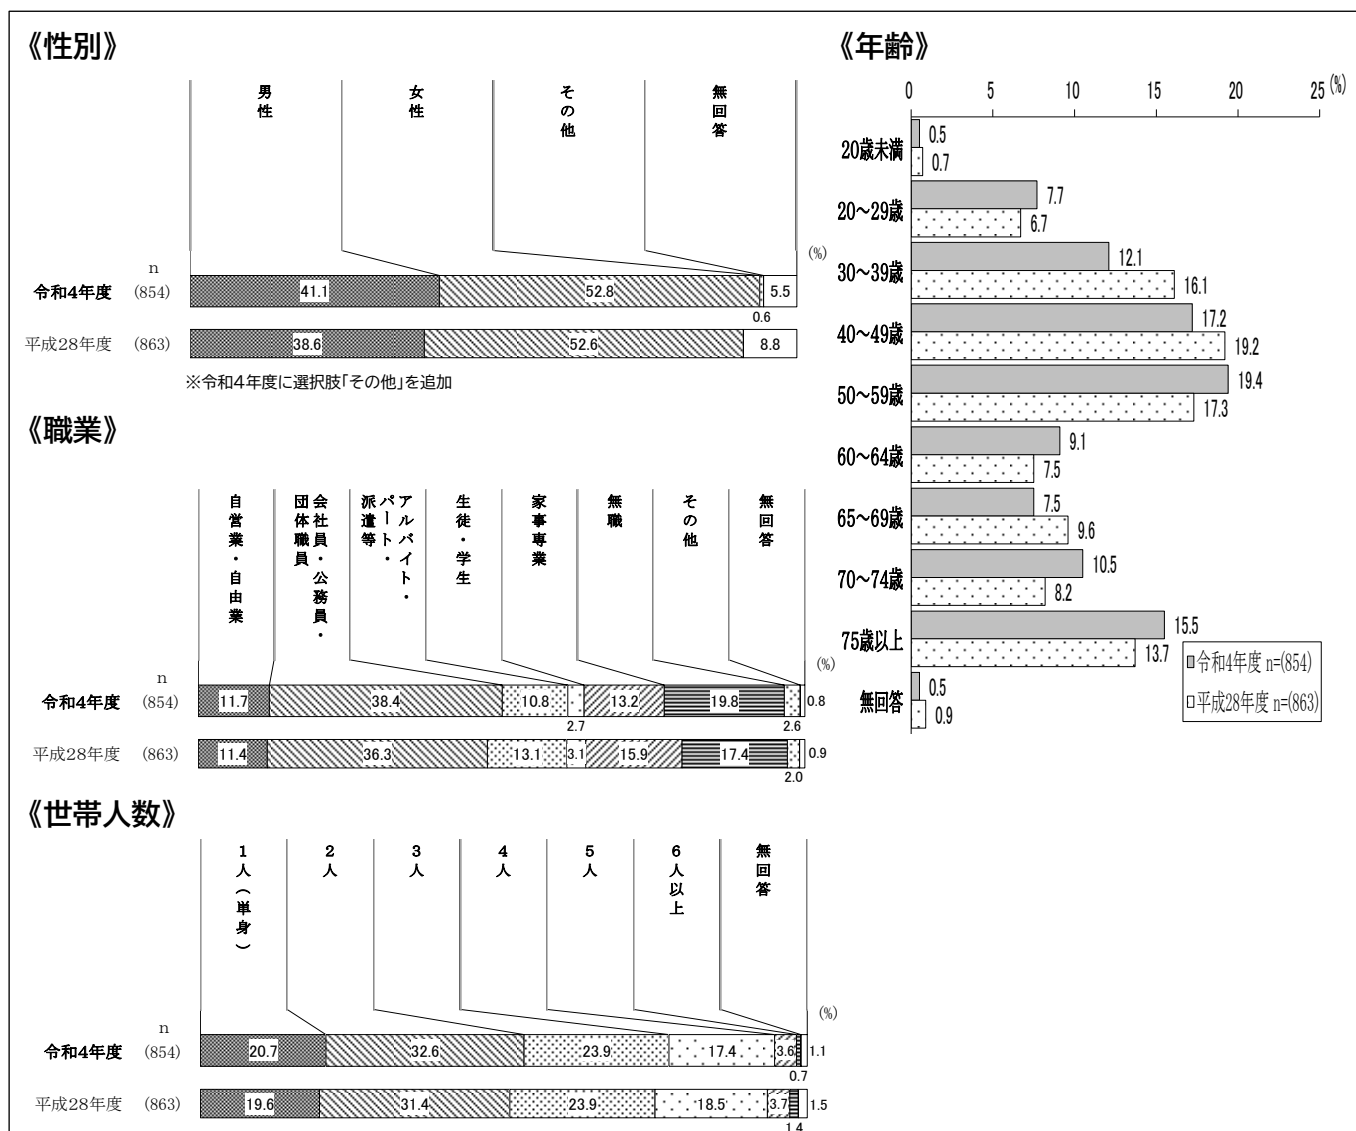 《性別》
男性
女性
その他
無回答
(%)
n
令和4年度 (854) 41.1 52.8 0.6 5.5
平成28年度 (863) 38.6 52.6 8.8
※令和4年度に選択肢「その他」を追加
《職業》
自営業・自由業
会社員・公務員・
団体職員
アルバイト・
パート・
派遣等
生徒・学生
家事専業
無職
その他
無回答
(%)
n
令和4年度 (854) 11.7 38.4 10.8 2.7 13.2 19.8 2.6 0.8
平成28年度 (863) 11.4 36.3 13.1 3.1 15.9 17.4 2.0 0.9
《世帯人数》
1人(単身)
2人
3人
4人
5人
6人以上
無回答
(%)
n
令和4年度 (854) 20.7 32.6 23.9 17.4 3.6 0.7 1.1
平成28年度 (863) 19.6 31.4 23.9 18.5 3.7 1.4 1.5
《年齢》
0 5 10 15 20 25 (%)
20歳未満 0.5 0.7
20~29歳 7.7 6.7
30~39歳 12.1 16.1
40~49歳 17.2 19.2
50~59歳 19.4 17.3
60~64歳 9.1 7.5
65~69歳 7.5 9.6
70~74歳 10.5 8.2
75歳以上 15.5 13.7
無回答 0.5 0.9
令和4年度 n=(854)
平成28年度 n=(863)